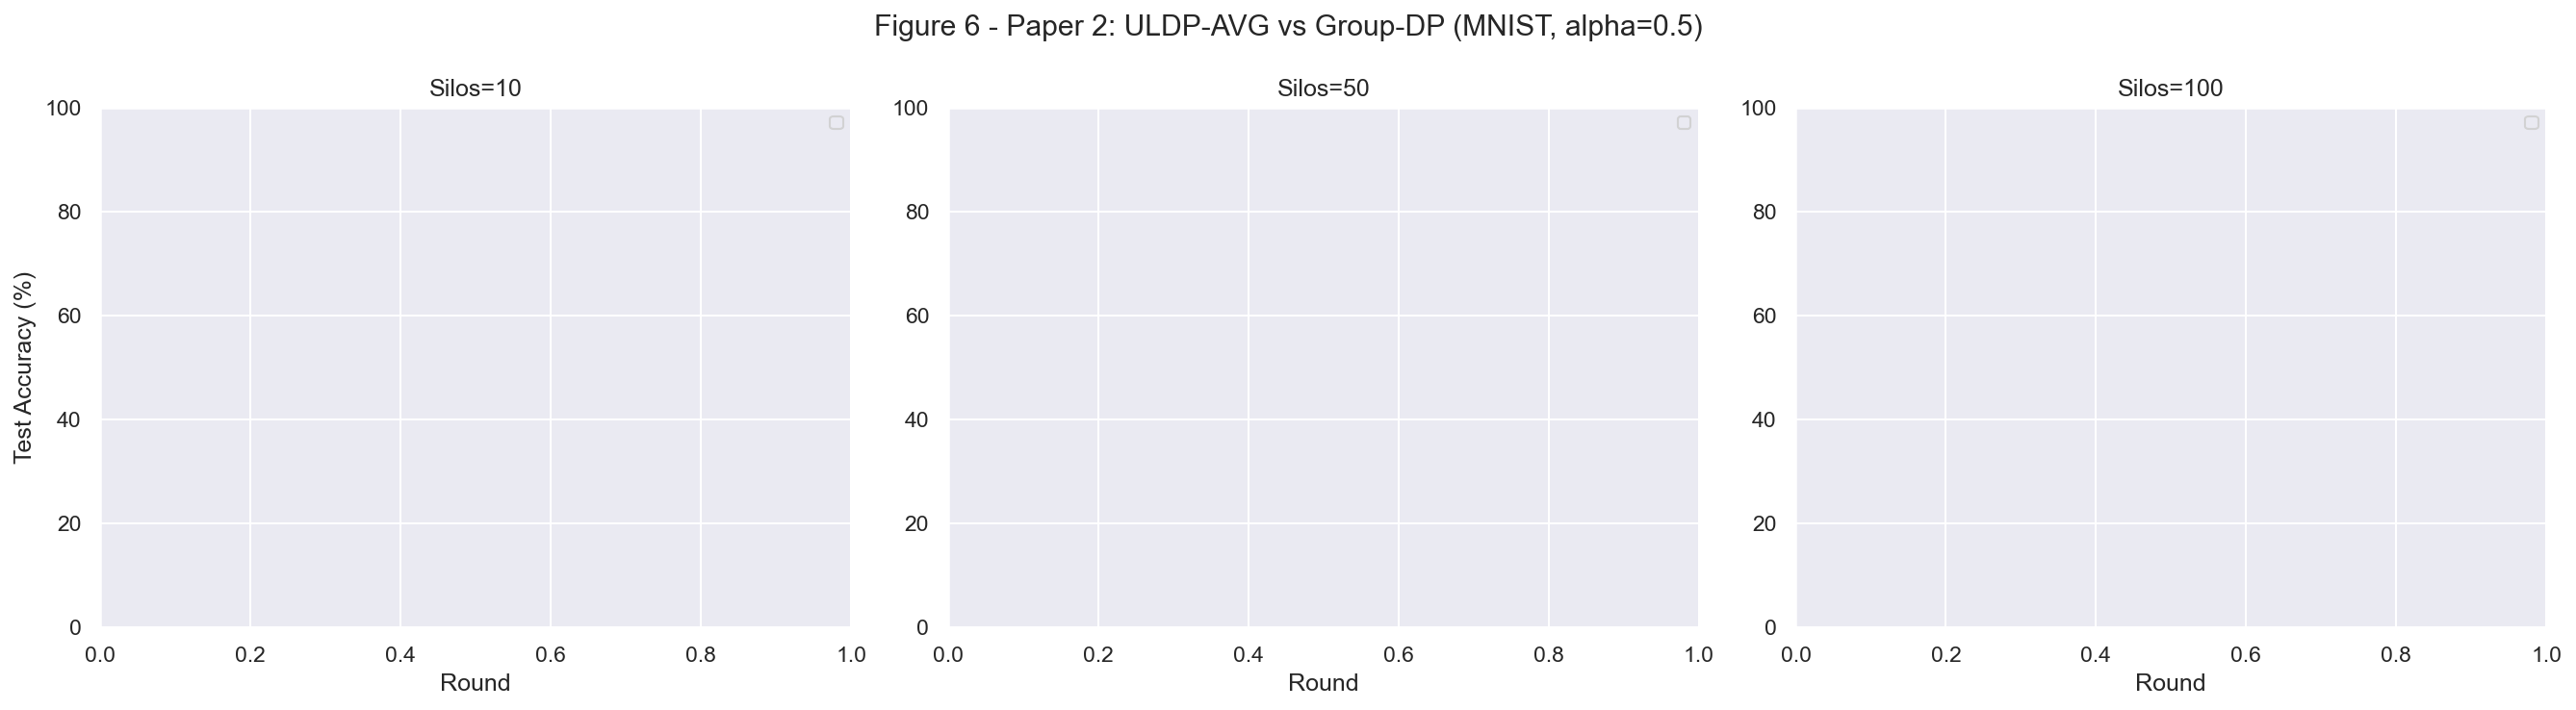 Figure 6 - Paper 2: ULDP-AVG vs Group-DP (MNIST, alpha=0.5)
Silos=10
100
80
60
40
20
0
Test Accuracy (%)
0.0 0.2 0.4 0.6 0.8 1.0
Round
Silos=50
100
80
60
40
20
0
0.0 0.2 0.4 0.6 0.8 1.0
Round
Silos=100
100
80
60
40
20
0
0.0 0.2 0.4 0.6 0.8 1.0
Round